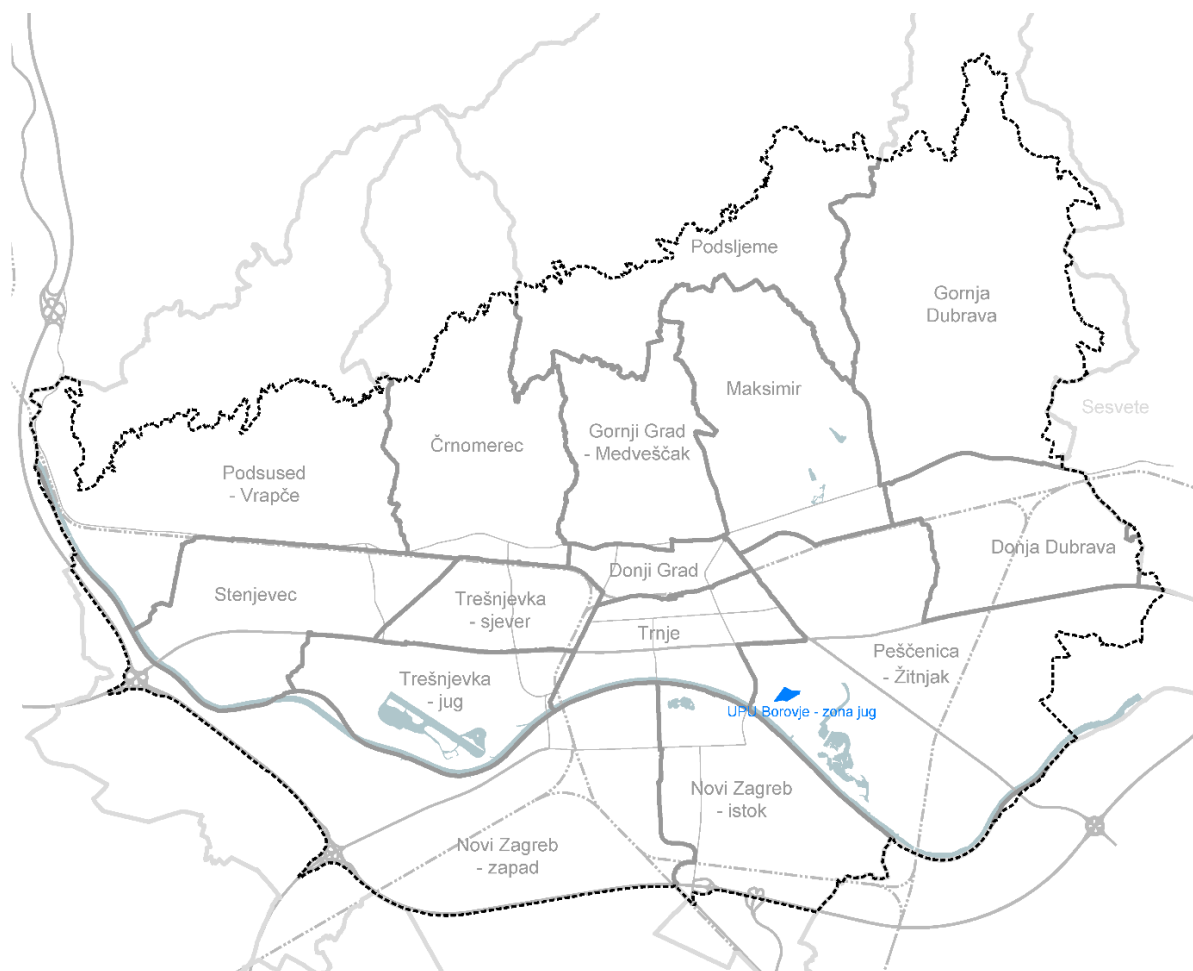 Podsljeme
Gornja
Dubrava
Maksimir
Sesvete
Gornji Grad
- Medveščak
Črnomerec
Podsused
- Vrapče
Donja Dubrava
Donji Grad
Stenjevec
Trešnjevka
- sjever
Trnje
Peščenica
- Žitnjak
Trešnjevka
- jug
UPU Borovje - zona jug
Novi Zagreb
- istok
Novi Zagreb
- zapad